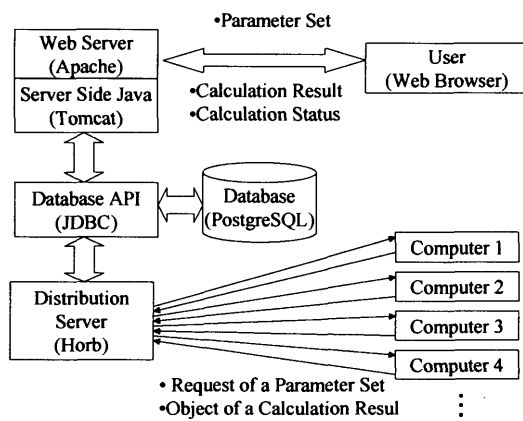 •Parameter Set
Web Server
(Apache)
User
(Web Browser)
Server Side Java
(Tomcat)
•Calculation Result
•Calculation Status
Database API
(JDBC)
Database
(PostgreSQL)
Distribution
Server
(Horb)
Computer 1
Computer 2
Computer 3
Computer 4
• Request of a Parameter Set
•Object of a Calculation Resul